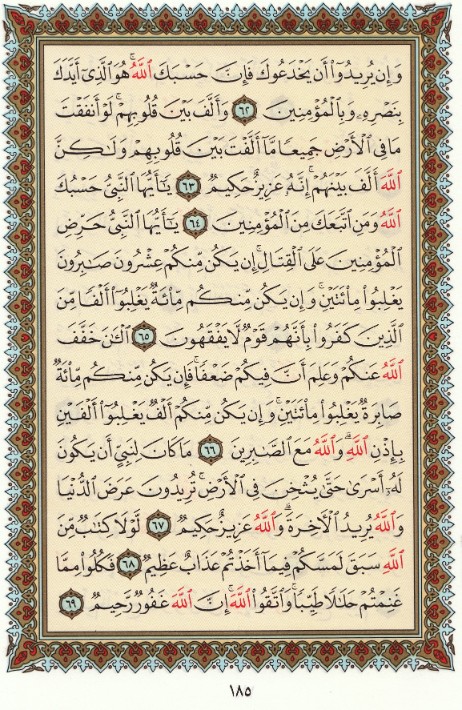 وَإِن يُرِيدُوٓا۟ أَن يَخْدَعُوكَ فَإِنَّ حَسْبَكَ ٱللَّهُ ۚ هُوَ ٱلَّذِىٓ أَيَّدَكَ
بِنَصْرِهِۦ وَبِٱلْمُؤْمِنِينَ ٦٢ وَأَلَّفَ بَيْنَ قُلُوبِهِمْ ۚ لَوْ أَنفَقْتَ
مَا فِى ٱلْأَرْضِ جَمِيعًا مَّآ أَلَّفْتَ بَيْنَ قُلُوبِهِمْ وَلَـٰكِنَّ
ٱللَّهَ أَلَّفَ بَيْنَهُمْ ۚ إِنَّهُۥ عَزِيزٌ حَكِيمٌ ٦٣ يَـٰٓأَيُّهَا ٱلنَّبِىُّ حَسْبُكَ
ٱللَّهُ وَمَنِ ٱتَّبَعَكَ مِنَ ٱلْمُؤْمِنِينَ ٦٤ يَـٰٓأَيُّهَا ٱلنَّبِىُّ حَرِّضِ
ٱلْمُؤْمِنِينَ عَلَى ٱلْقِتَالِ ۚ إِن يَكُن مِّنكُمْ عِشْرُونَ صَـٰبِرُونَ
يَغْلِبُوا۟ مِا۟ئَتَيْنِ ۚ وَإِن يَكُن مِّنكُم مِّا۟ئَةٌ يَغْلِبُوٓا۟ أَلْفًا مِّنَ
ٱلَّذِينَ كَفَرُوا۟ بِأَنَّهُمْ قَوْمٌ لَّا يَفْقَهُونَ ٦٥ ٱلْـَٔـٰنَ خَفَّفَ
ٱللَّهُ عَنكُمْ وَعَلِمَ أَنَّ فِيكُمْ ضَعْفًا ۚ فَإِن يَكُن مِّنكُم مِّا۟ئَةٌ
صَابِرَةٌ يَغْلِبُوا۟ مِا۟ئَتَيْنِ ۚ وَإِن يَكُن مِّنكُمْ أَلْفٌ يَغْلِبُوٓا۟ أَلْفَيْنِ
بِإِذْنِ ٱللَّهِ ۗ وَٱللَّهُ مَعَ ٱلصَّـٰبِرِينَ ٦٦ مَا كَانَ لِنَبِىٍّ أَن يَكُونَ
لَهُۥٓ أَسْرَىٰ حَتَّىٰ يُثْخِنَ فِى ٱلْأَرْضِ ۚ تُرِيدُونَ عَرَضَ ٱلدُّنْيَا
وَٱللَّهُ يُرِيدُ ٱلْـَٔاخِرَةَ ۗ وَٱللَّهُ عَزِيزٌ حَكِيمٌ ٦٧ لَّوْلَا كِتَـٰبٌ مِّنَ
ٱللَّهِ سَبَقَ لَمَسَّكُمْ فِيمَآ أَخَذْتُمْ عَذَابٌ عَظِيمٌ ٦٨ فَكُلُوا۟ مِمَّا
غَنِمْتُمْ حَلَـٰلًا طَيِّبًا ۚ وَٱتَّقُوا۟ ٱللَّهَ ۚ إِنَّ ٱللَّهَ غَفُورٌ رَّحِيمٌ ٦٩
١٨٥